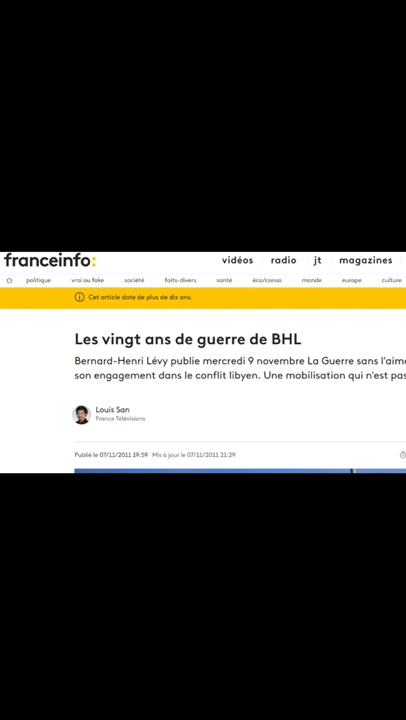 franceinfo:
vidéos radio jt magazines
politique vrai ou fake société faits-divers santé éco/conso monde europe culture
Cet article date de plus de dix ans.
Les vingt ans de guerre de BHL
Bernard-Henri Lévy publie mercredi 9 novembre La Guerre sans l'aime
son engagement dans le conflit libyen. Une mobilisation qui n'est pas
Louis San
France Télévisions
Publié le 07/11/2011 19:59 Mis à jour le 07/11/2011 21:29